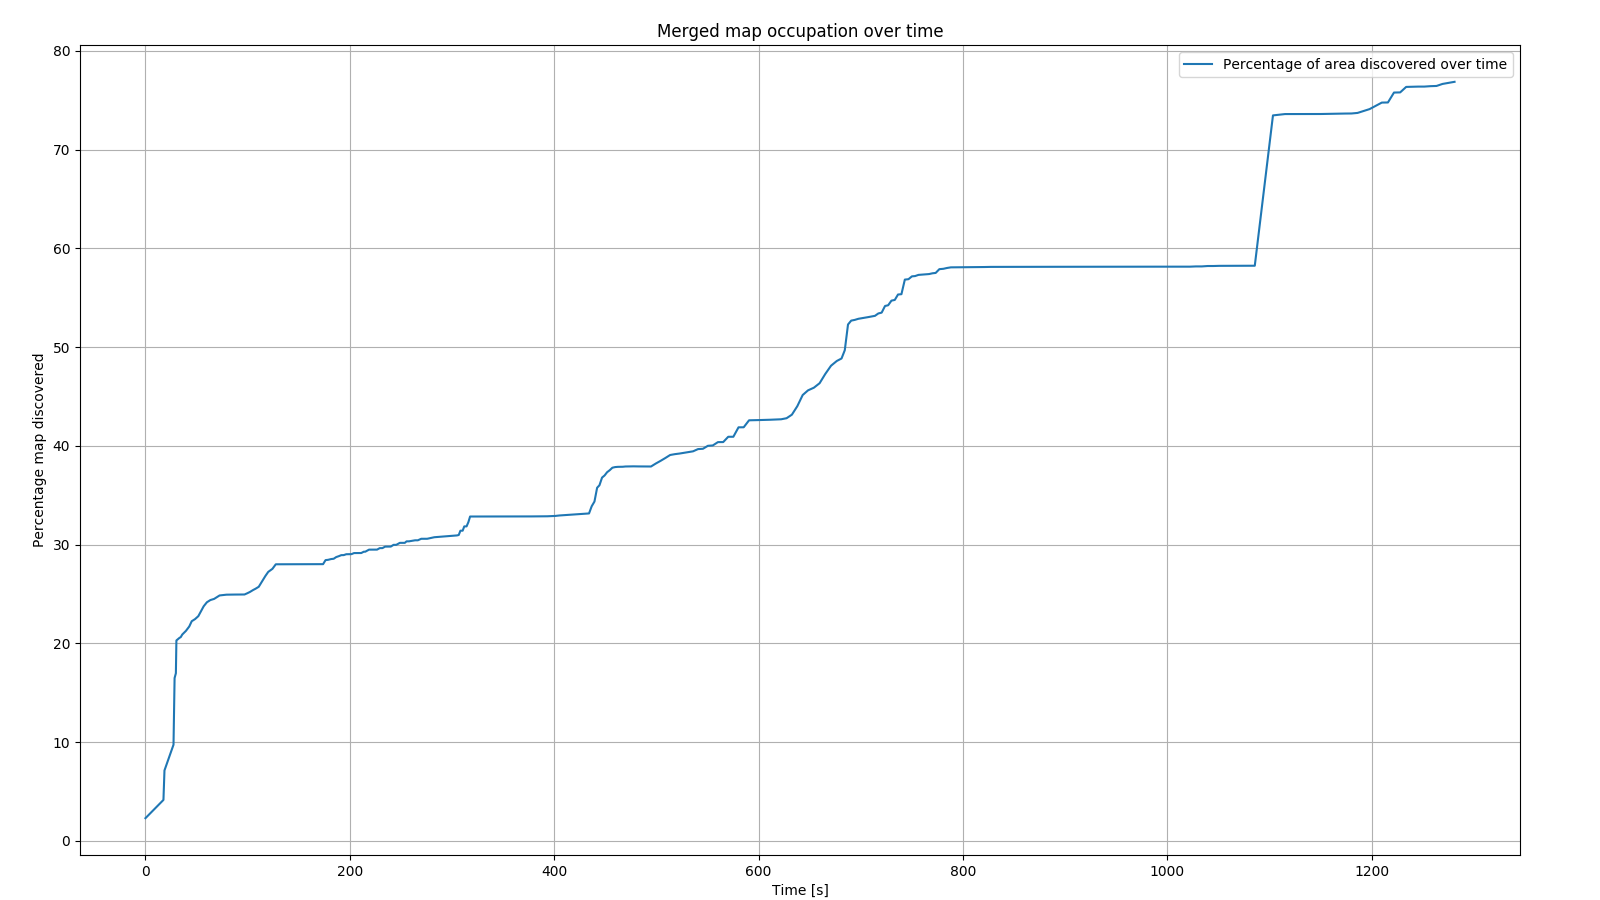 Merged map occupation over time
Percentage of area discovered over time
Percentage map discovered
80
70
60
50
40
30
20
10
0
0 200 400 600 800 1000 1200
Time [s]